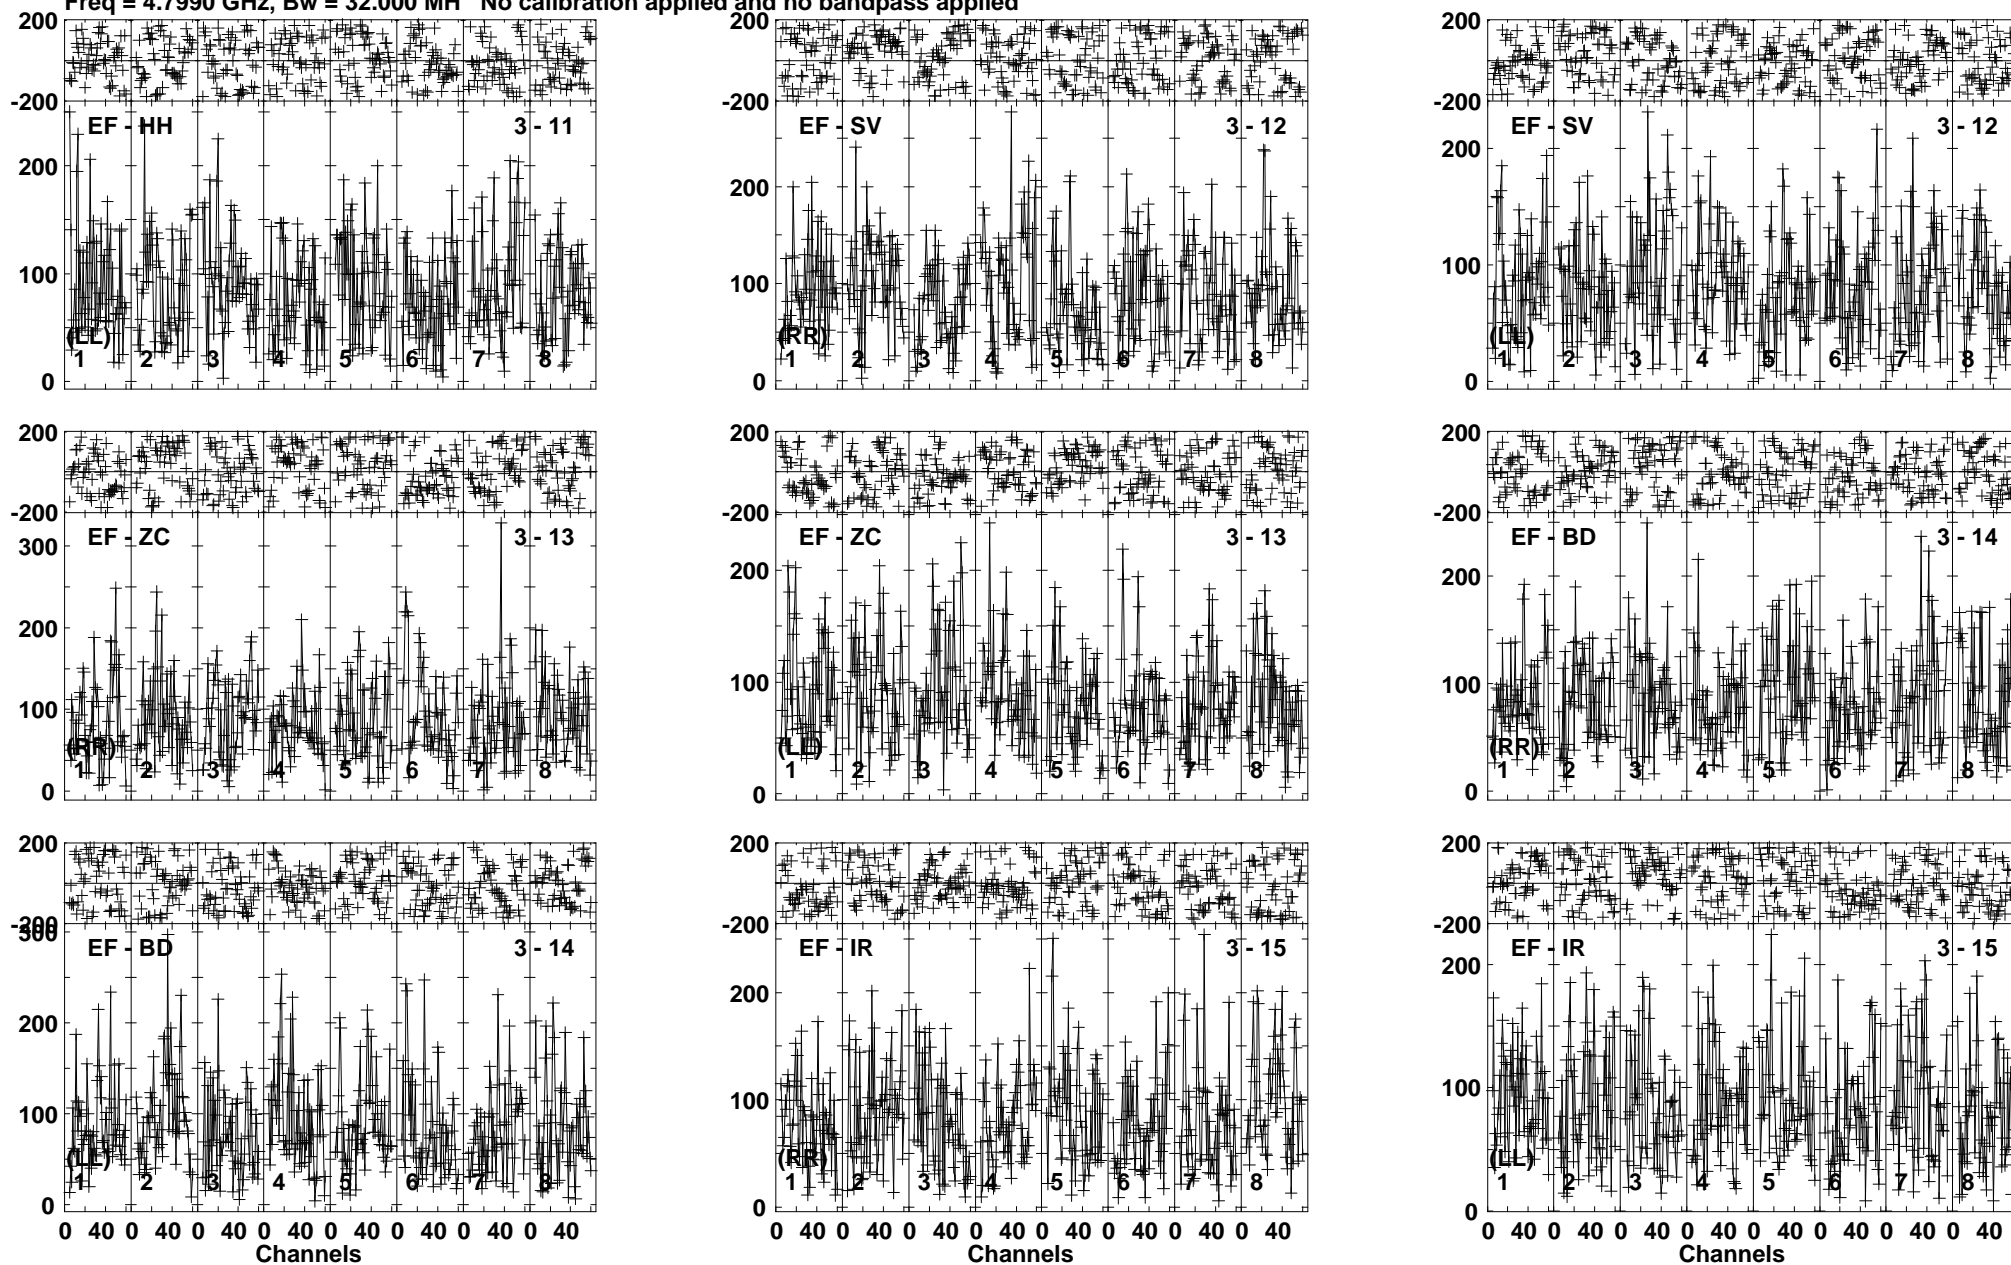 Freq = 4.7990 GHz, Bw = 32.000 MH No calibration applied and no bandpass applied
200 200 200
-200 -200 -200
EF - HH 3 - 11 EF - SV 3 - 12 EF - SV 3 - 12
200 200 200
100 100 100
(LL) (RR) (LL)
1 2 3 4 5 6 7 8 1 2 3 4 5 6 7 8 1 2 3 4 5 6 7 8
0 0 0
200 200 200
-200 -200 -200
EF - ZC 3 - 13 EF - ZC 3 - 13 EF - BD 3 - 14
300
200 200 200
100 100 100
(RR) (LL) (RR)
1 2 3 4 5 6 7 8 1 2 3 4 5 6 7 8 1 2 3 4 5 6 7 8
0 0 0
200 200 200
-200 -200 -200
300
EF - BD 3 - 14 EF - IR 3 - 15 EF - IR 3 - 15
200 200 200
100 100 100
(LL) (RR) (LL)
1 2 3 4 5 6 7 8 1 2 3 4 5 6 7 8 1 2 3 4 5 6 7 8
0 0 0
0 40 0 40 0 40 0 40 0 40 0 40 0 40 0 40 0 40 0 40 0 40 0 40 0 40 0 40 0 40 0 40 0 40 0 40 0 40 0 40 0 40 0 40 0 40 0 40
Channels Channels Channels